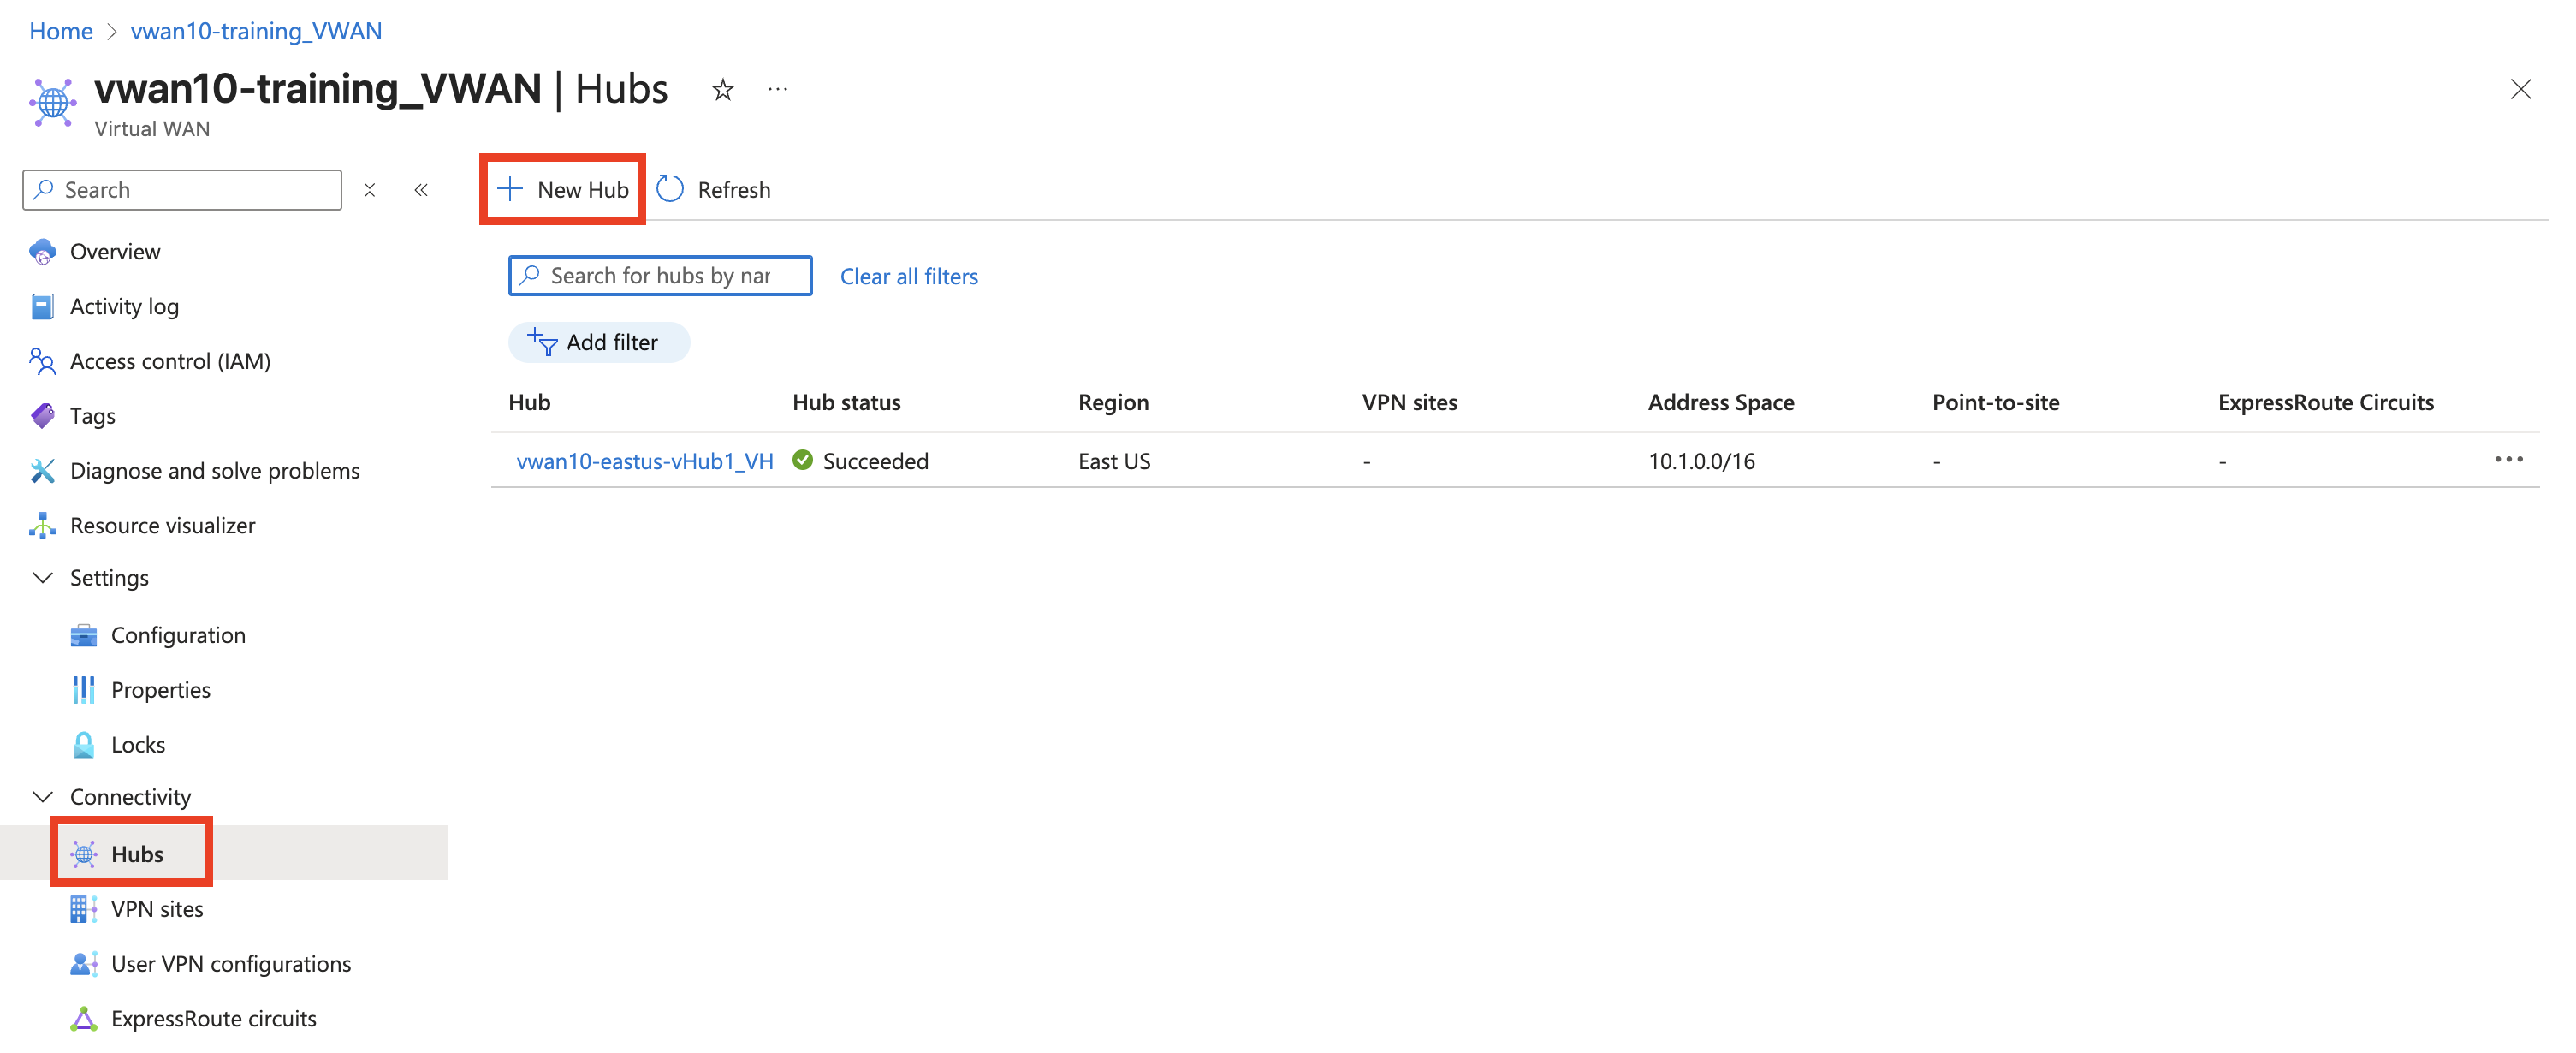 Home > vwan10-training_VWAN
vwan10-training_VWAN | Hubs
Virtual WAN
Search
New Hub
Refresh
Overview
Activity log
Access control (IAM)
Tags
Diagnose and solve problems
Resource visualizer
Settings
Configuration
Properties
Locks
Connectivity
Hubs
VPN sites
User VPN configurations
ExpressRoute circuits
Search for hubs by nar
Clear all filters
Add filter
Hub Hub status Region VPN sites Address Space Point-to-site ExpressRoute Circuits
vwan10-eastus-vHub1_VH Succeeded East US - 10.1.0.0/16 - -